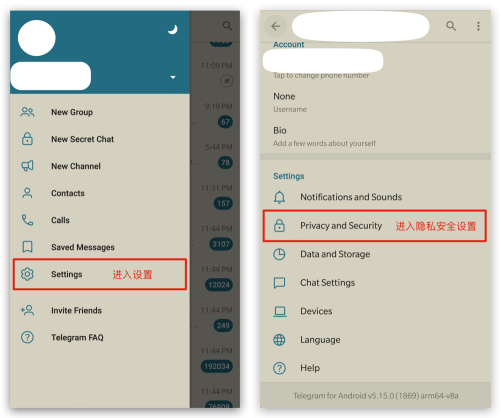 11:09 PM
New Group
9:19 PM
67
New Secret Chat
5:44 PM
78
New Channel
11:31 PM
157
Contacts
Calls
11:44 PM
3107
Saved Messages
Settings
进入设置
11:44 PM
12024
Invite Friends
11:44 PM
249
Telegram FAQ
11:44 PM
192034
11:44 PM
76908
Account
Tap to change phone number
None
Username
Bio
Add a few words about yourself
Settings
Notifications and Sounds
Privacy and Security 进入隐私安全设置
Data and Storage
Chat Settings
Devices
Language
Help
Telegram for Android v5.15.0 (1869) arm64-v8a